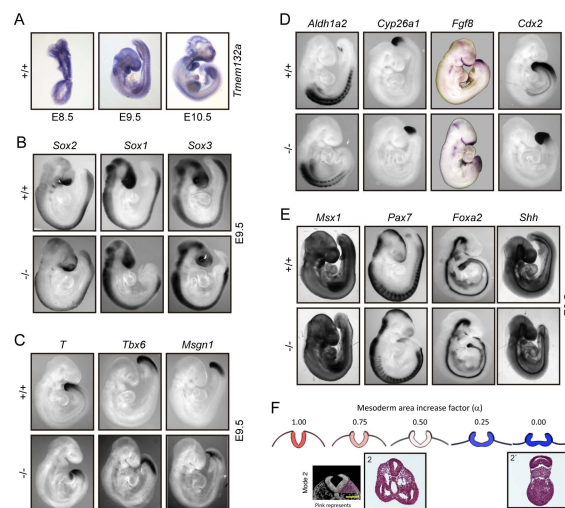 A
+/+
Tmem132a
E8.5 E9.5 E10.5
B
Sox2 Sox1 Sox3
+/+
-/-
E9.5
C
T Tbx6 Msgn1
+/+
-/-
E9.5
D
Aldh1a2 Cyp26a1 Fgf8 Cdx2
+/+
-/-
E
Msx1 Pax7 Foxa2 Shh
+/+
-/-
F
Mesoderm area increase factor (α)
1.00 0.75 0.50 0.25 0.00
Mode 2
2 2'
Pink represents